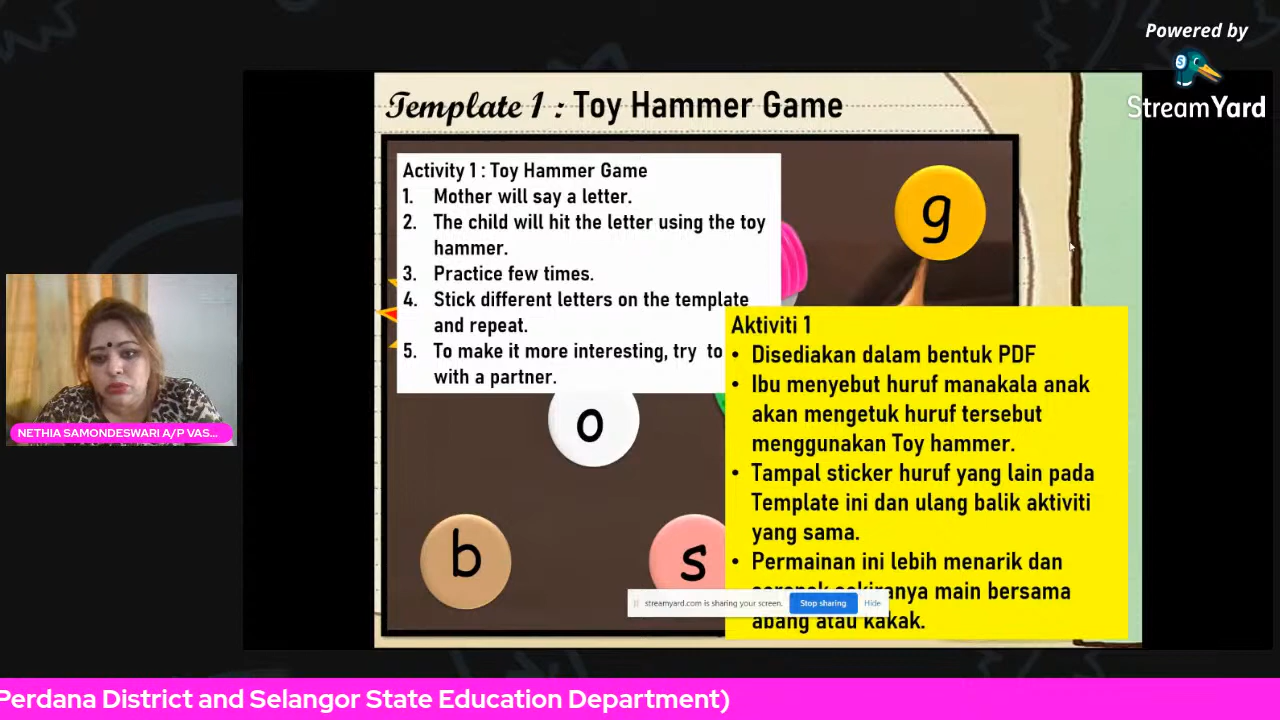 Powered by
StreamYard
Template 1 : Toy Hammer Game
Activity 1 : Toy Hammer Game
1. Mother will say a letter.
2. The child will hit the letter using the toy
hammer.
3. Practice few times.
4. Stick different letters on the template
and repeat.
5. To make it more interesting, try to
with a partner.
g
o
b
s
Aktiviti 1
• Disediakan dalam bentuk PDF
• Ibu menyebut huruf manakala anak
akan mengetuk huruf tersebut
menggunakan Toy hammer.
• Tampal sticker huruf yang lain pada
Template ini dan ulang balik aktiviti
yang sama.
• Permainan ini lebih menarik dan
main bersama
abang atau kakak.
streamyard.com is sharing your screen.
Stop sharing
Hide
NETHIA SAMONDESWARI A/P VAS...
Perdana District and Selangor State Education Department)